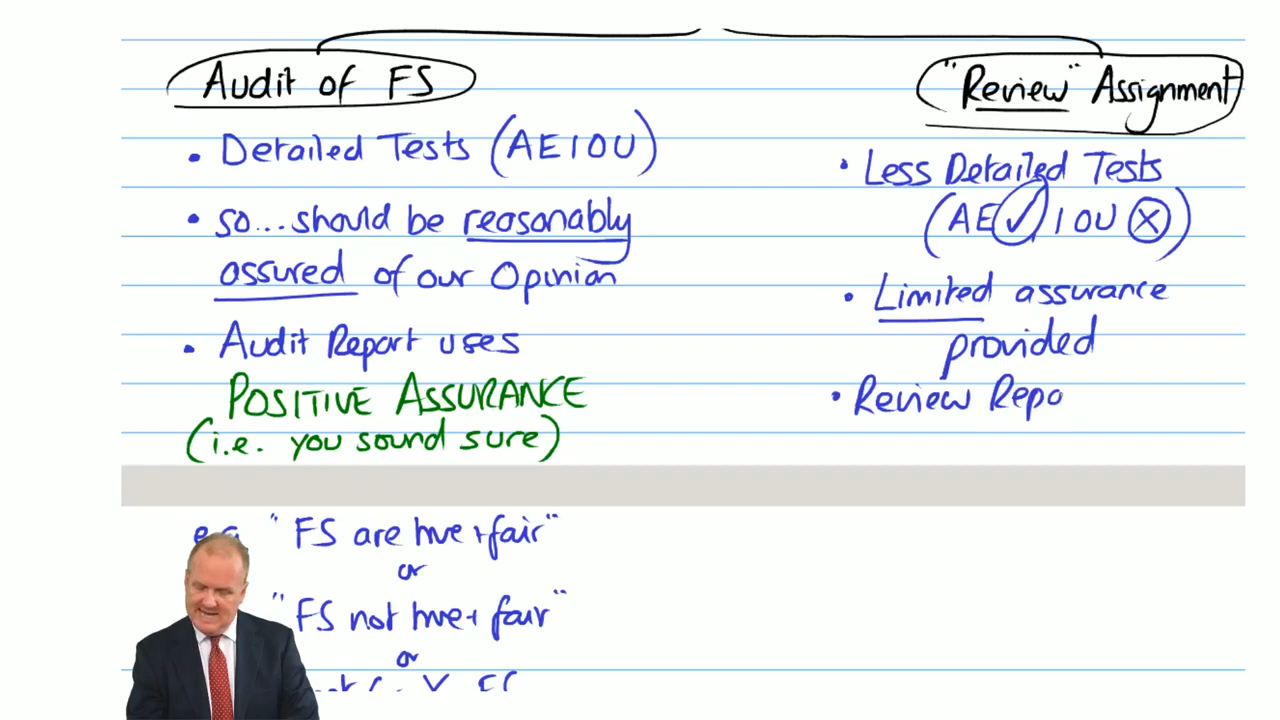 Audit of FS
• Detailed Tests (AEIOU)
• so... should be reasonably
assured of our Opinion
• Audit Report uses
POSITIVE ASSURANCE
(i.e. you sound sure)
e.g. "FS are true + fair"
or
"FS not true + fair"
or
"Review" Assignment
• Less Detailed Tests
(AE ✓ IOU ✗)
• Limited assurance
provided
• Review Repo